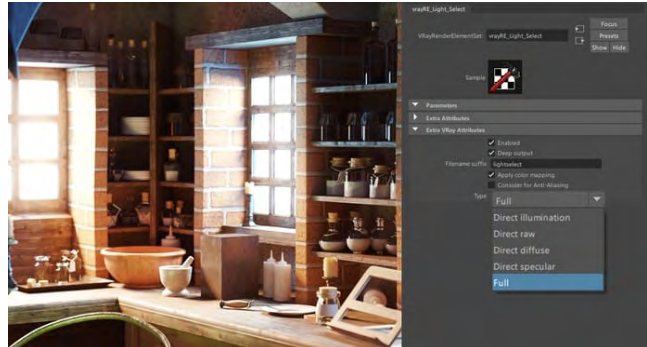 vrayRE_Light_Select
Focus
VRayRenderElementSet: vrayRE_Light_Select
Presets
Show Hide
Sample
Parameters
Extra Attributes
Extra VRay Attributes
Enabled
Deep output
Filename suffix lightselect
Apply color mapping
Consider for Anti-Aliasing
Type Full
Direct illumination
Direct raw
Direct diffuse
Direct specular
Full